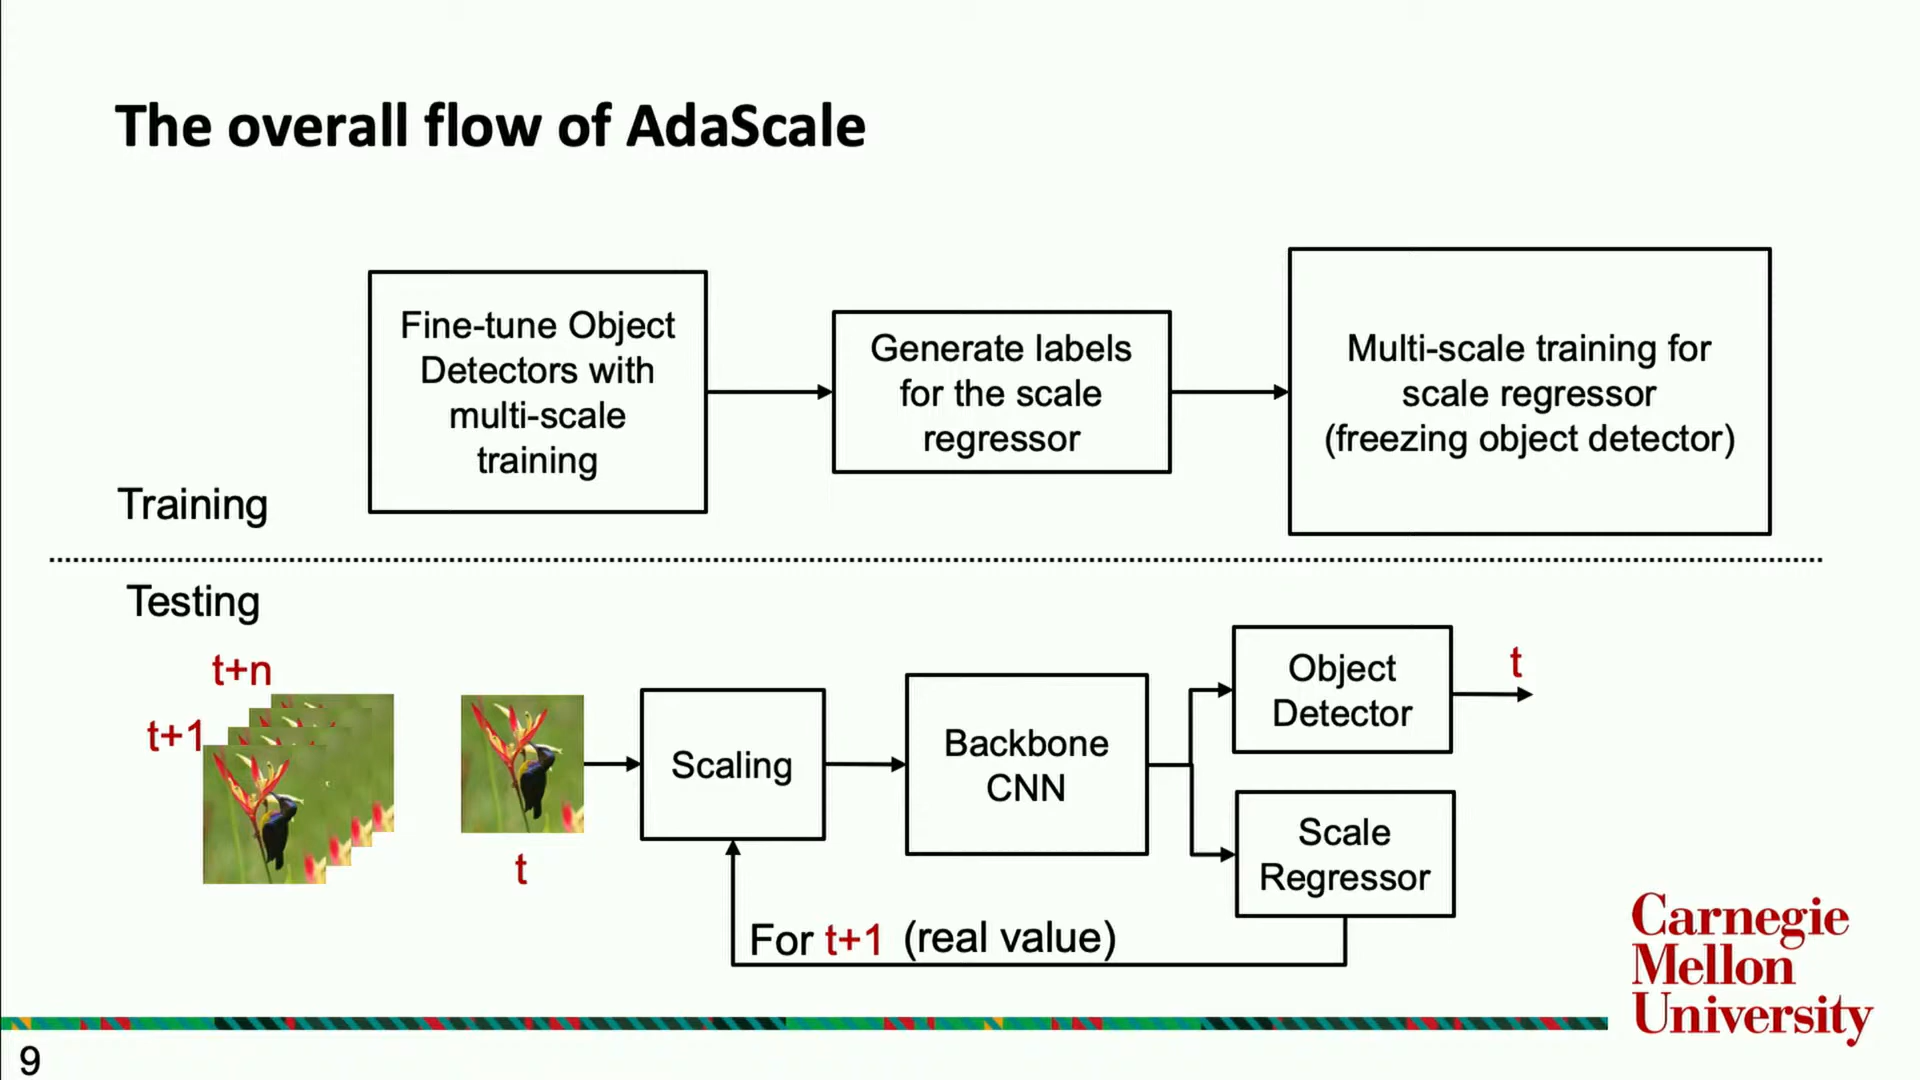 The overall flow of AdaScale
Fine-tune Object
Detectors with
multi-scale
training
Generate labels
for the scale
regressor
Multi-scale training for
scale regressor
(freezing object detector)
Training
Testing
t+n
t+1
t
Scaling
Backbone
CNN
Object
Detector
t
Scale
Regressor
For t+1 (real value)
Carnegie
Mellon
University
9